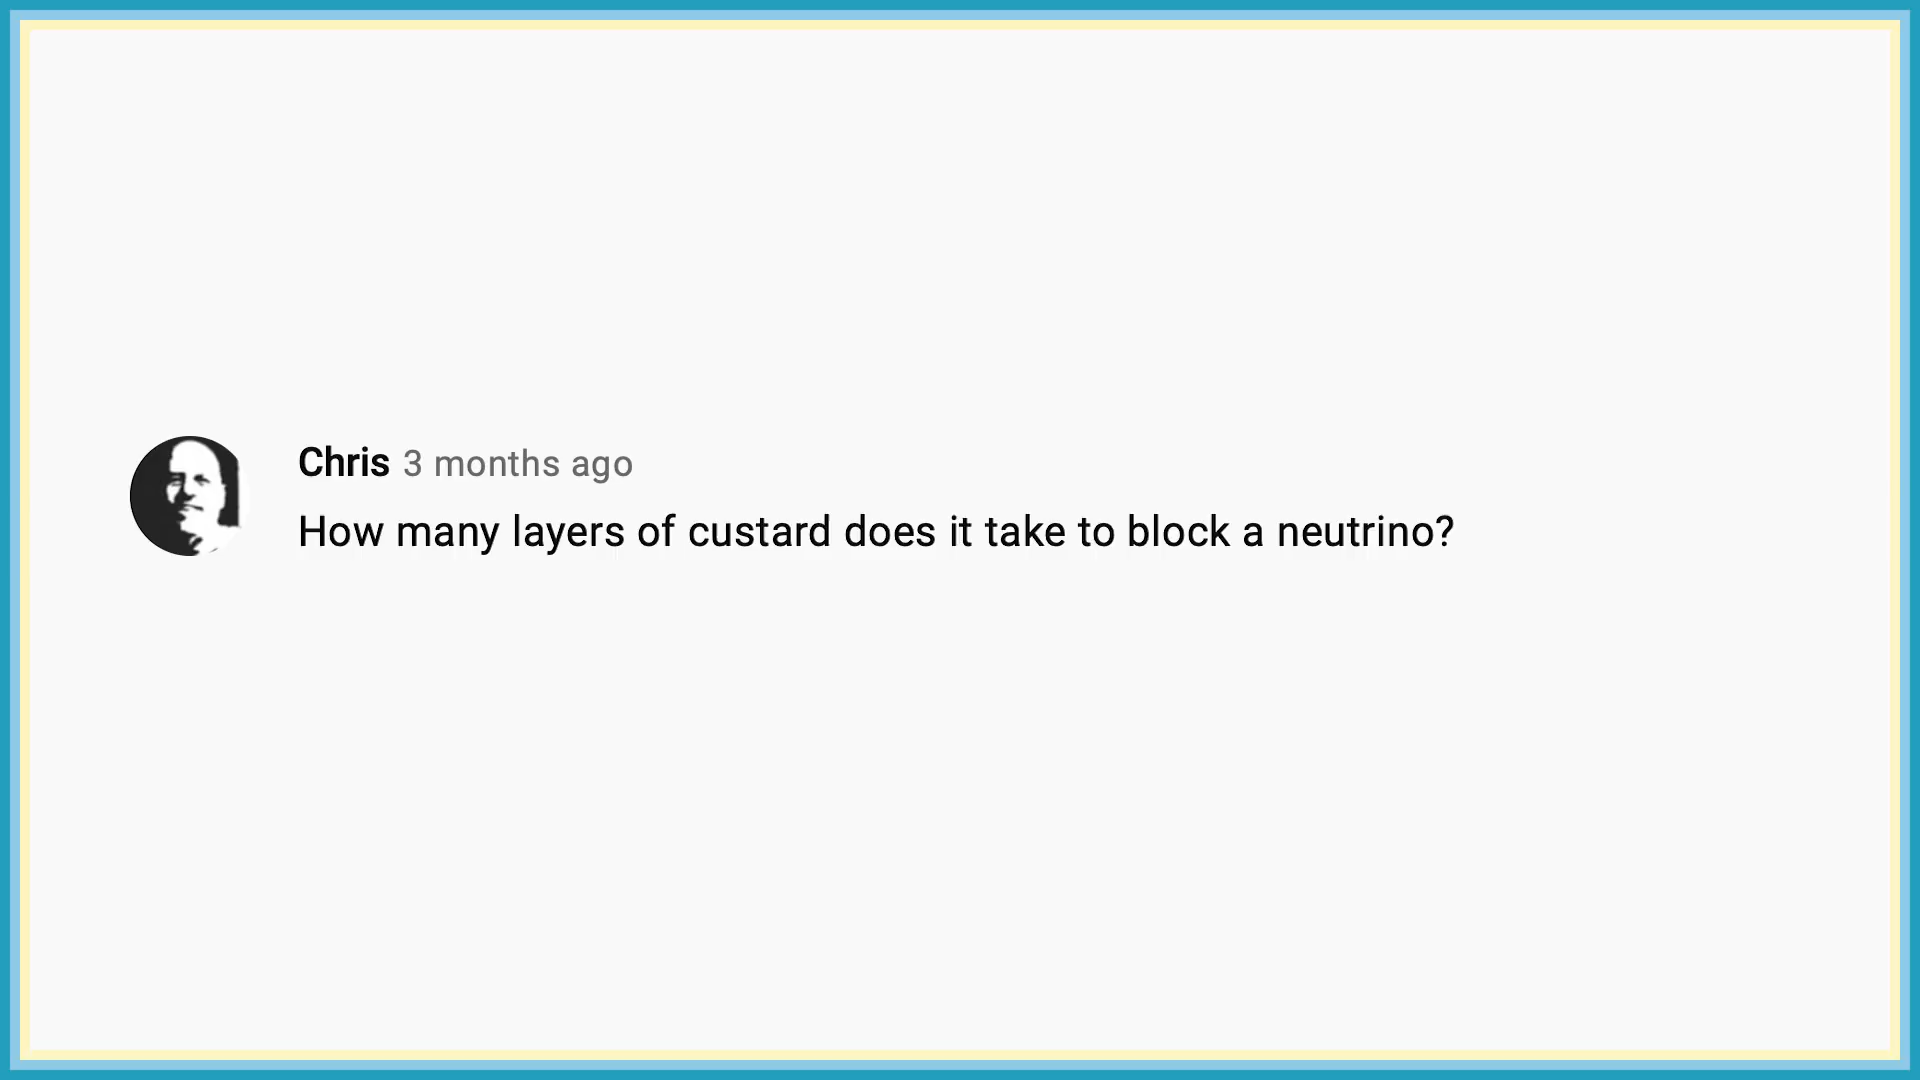 Chris 3 months ago
How many layers of custard does it take to block a neutrino?